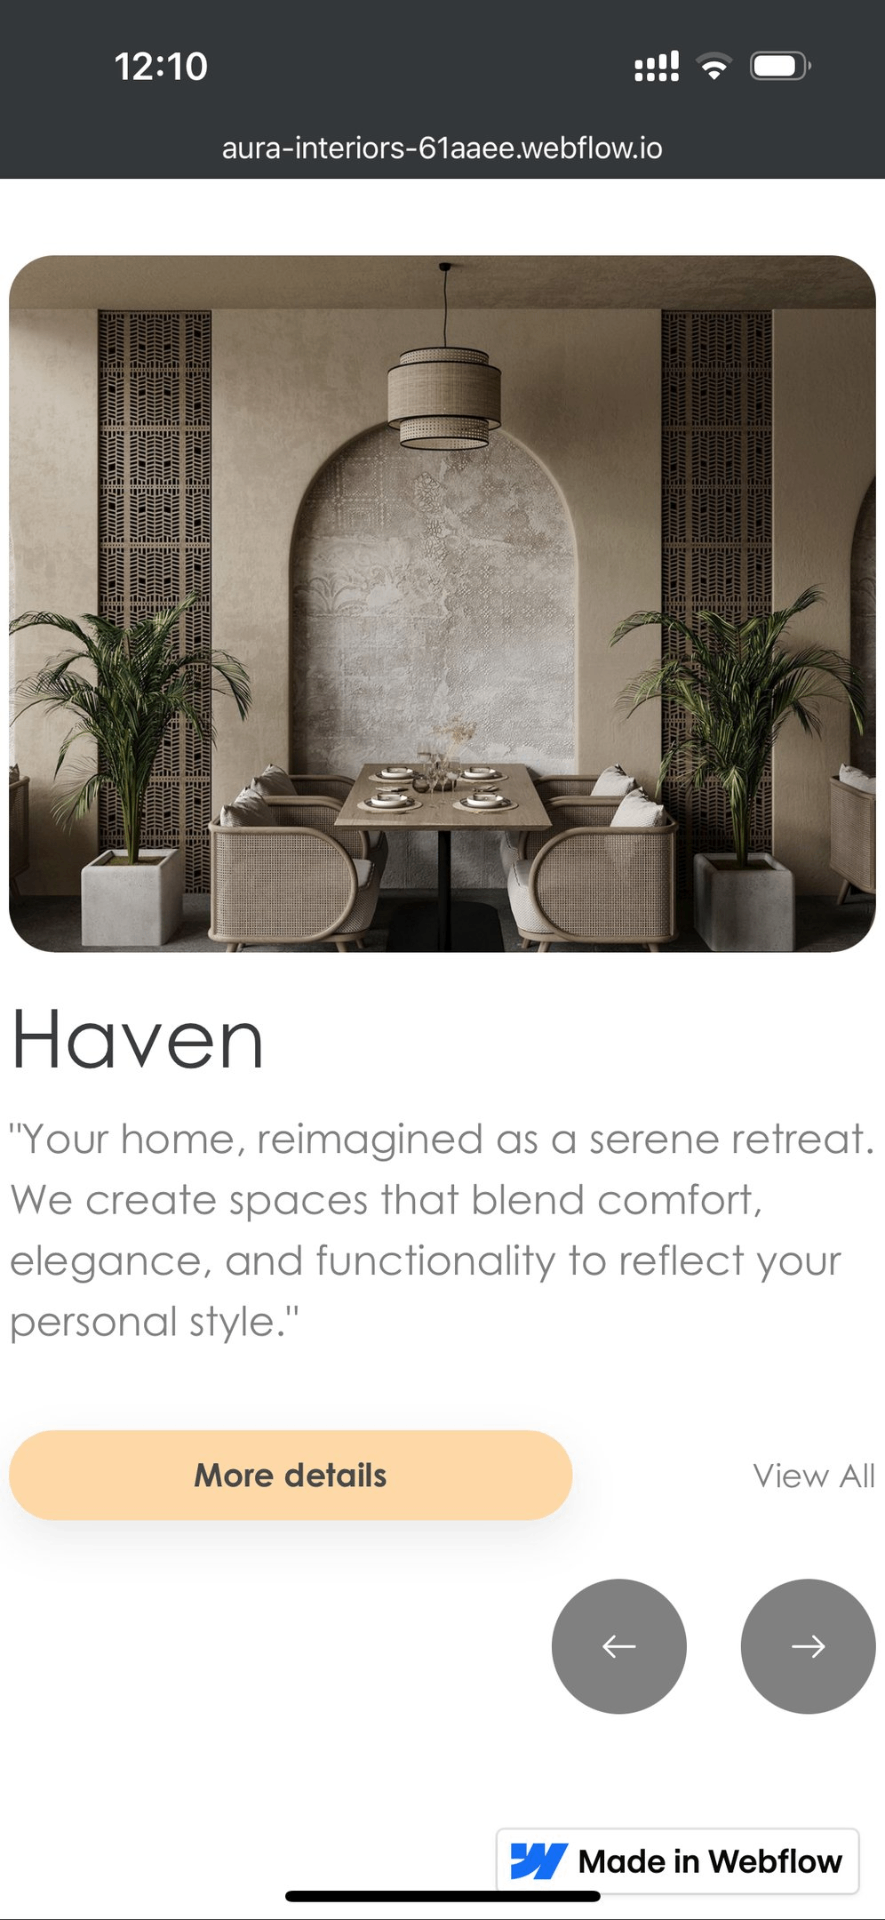 12:10
aura-interiors-61aaee.webflow.io
Haven
"Your home, reimagined as a serene retreat.
We create spaces that blend comfort,
elegance, and functionality to reflect your
personal style."
More details
View All
Made in Webflow